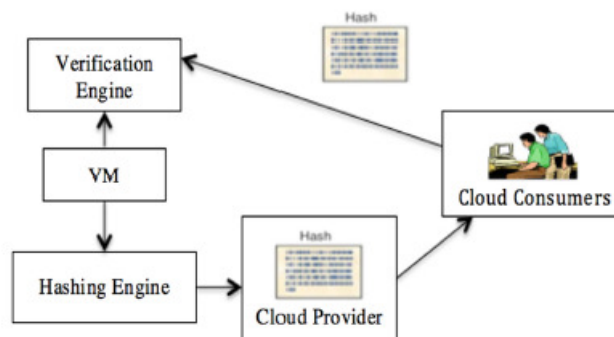 Hash
Verification
Engine
VM
Cloud Consumers
Hash
Hashing Engine
Cloud Provider